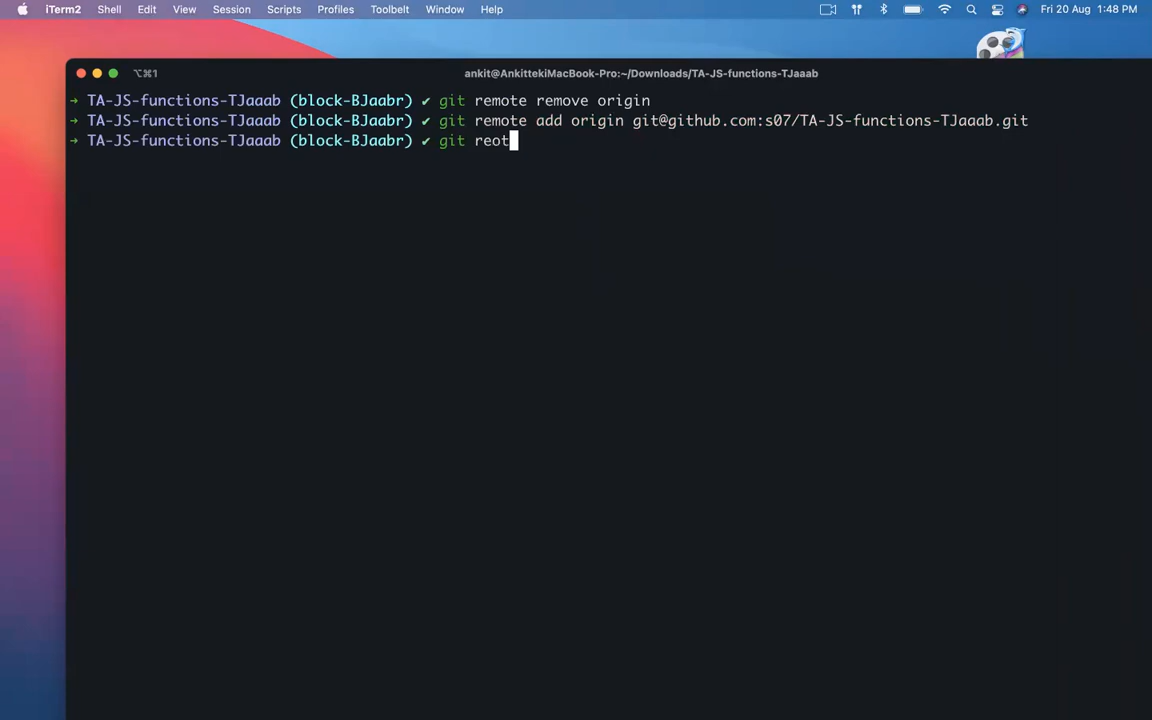 iTerm2 Shell Edit View Session Scripts Profiles Toolbelt Window Help Fri 20 Aug 1:48 PM
⌥⌘1 ankit@AnkittekiMacBook-Pro:~/Downloads/TA-JS-functions-TJaaab
→ TA-JS-functions-TJaaab (block-BJaabr) ✔ git remote remove origin
→ TA-JS-functions-TJaaab (block-BJaabr) ✔ git remote add origin git@github.com:s07/TA-JS-functions-TJaaab.git
→ TA-JS-functions-TJaaab (block-BJaabr) ✔ git reot